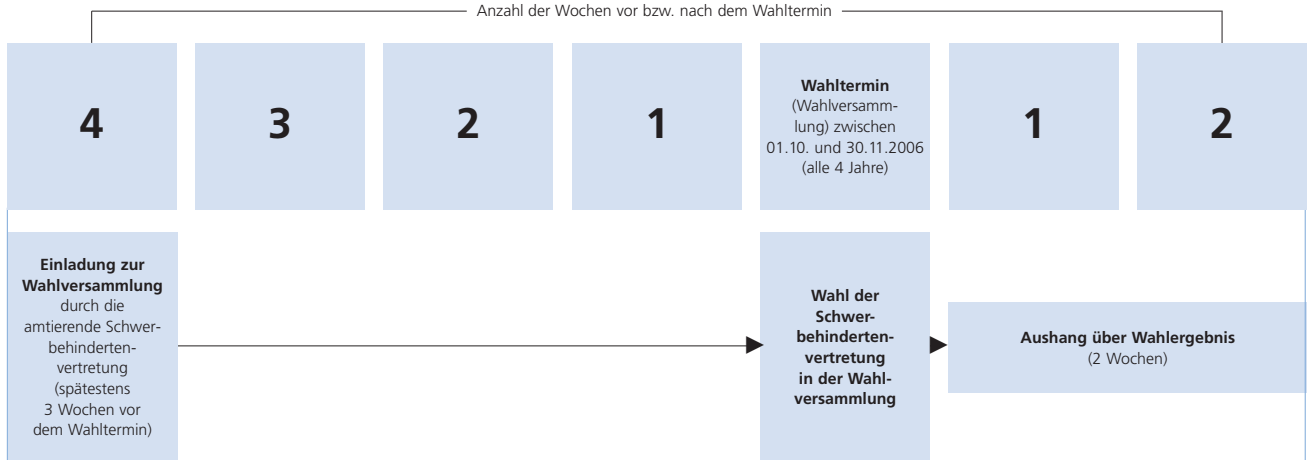 Anzahl der Wochen vor bzw. nach dem Wahltermin
4
3
2
1
Wahltermin
(Wahlversamm-
lung) zwischen
01.10. und 30.11.2006
(alle 4 Jahre)
1
2
Einladung zur
Wahlversammlung
durch die
amtierende Schwer-
behinderten-
vertretung
(spätestens
3 Wochen vor
dem Wahltermin)
Wahl der
Schwer-
behinderten-
vertretung
in der Wahl-
versammlung
Aushang über Wahlergebnis
(2 Wochen)